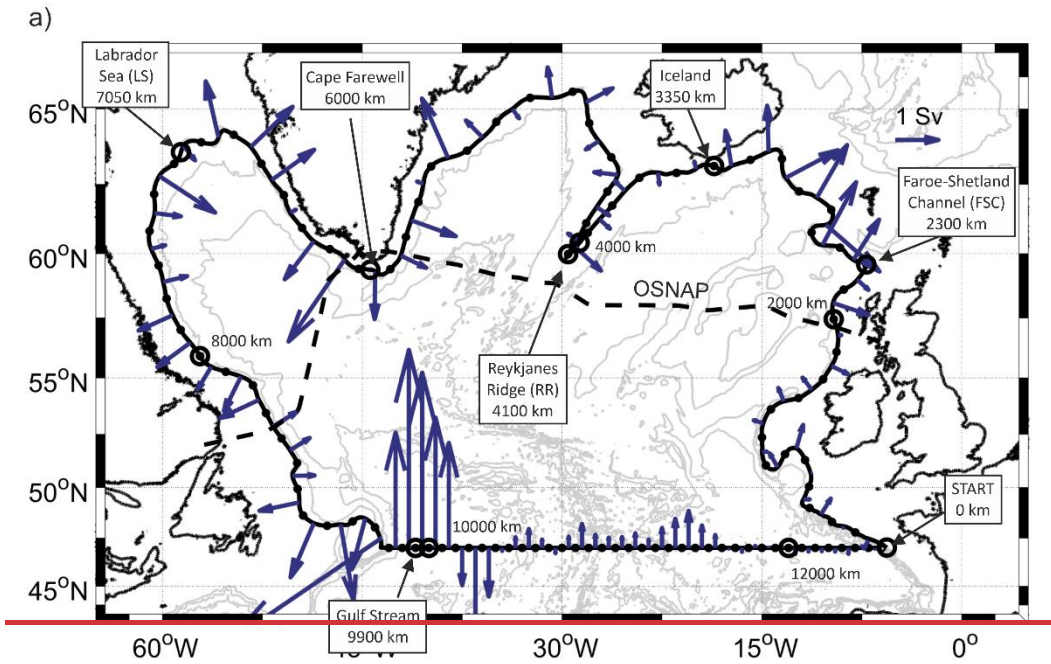 a)
Labrador
Sea (LS)
7050 km
Cape Farewell
6000 km
Iceland
3350 km
1 Sv
Faroe-Shetland
Channel (FSC)
2300 km
65°N
60°N
55°N
50°N
45°N
4000 km
OSNAP
2000 km
8000 km
Reykjanes
Ridge (RR)
4100 km
START
0 km
10000 km
12000 km
Gulf Stream
9900 km
60°W
30°W
15°W
0°